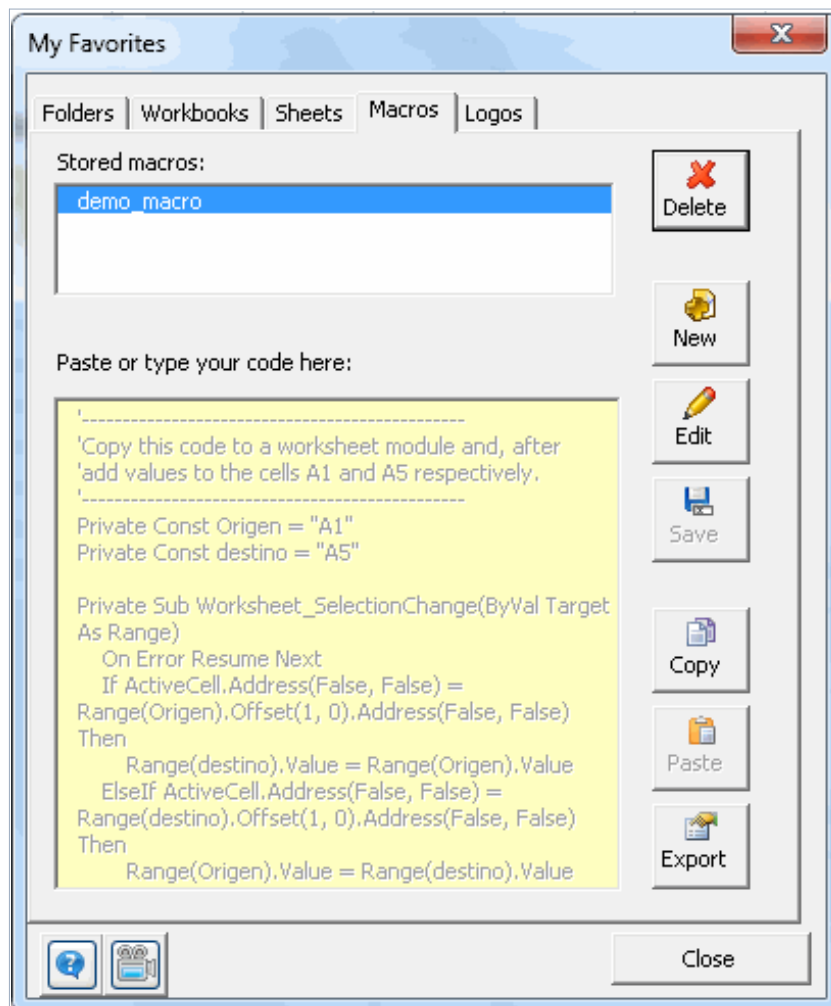 My Favorites
Folders Workbooks Sheets Macros Logos
Stored macros:
demo_macro
Delete
New
Paste or type your code here:
'-----------------------------------------------
'Copy this code to a worksheet module and, after
'add values to the cells A1 and A5 respectively.
'-----------------------------------------------
Private Const Origen = "A1"
Private Const destino = "A5"
Private Sub Worksheet_SelectionChange(ByVal Target
As Range)
On Error Resume Next
If ActiveCell.Address(False, False) =
Range(Origen).Offset(1, 0).Address(False, False)
Then
Range(destino).Value = Range(Origen).Value
ElseIf ActiveCell.Address(False, False) =
Range(destino).Offset(1, 0).Address(False, False)
Then
Range(Origen).Value = Range(destino).Value
Edit
Save
Copy
Paste
Export
Close